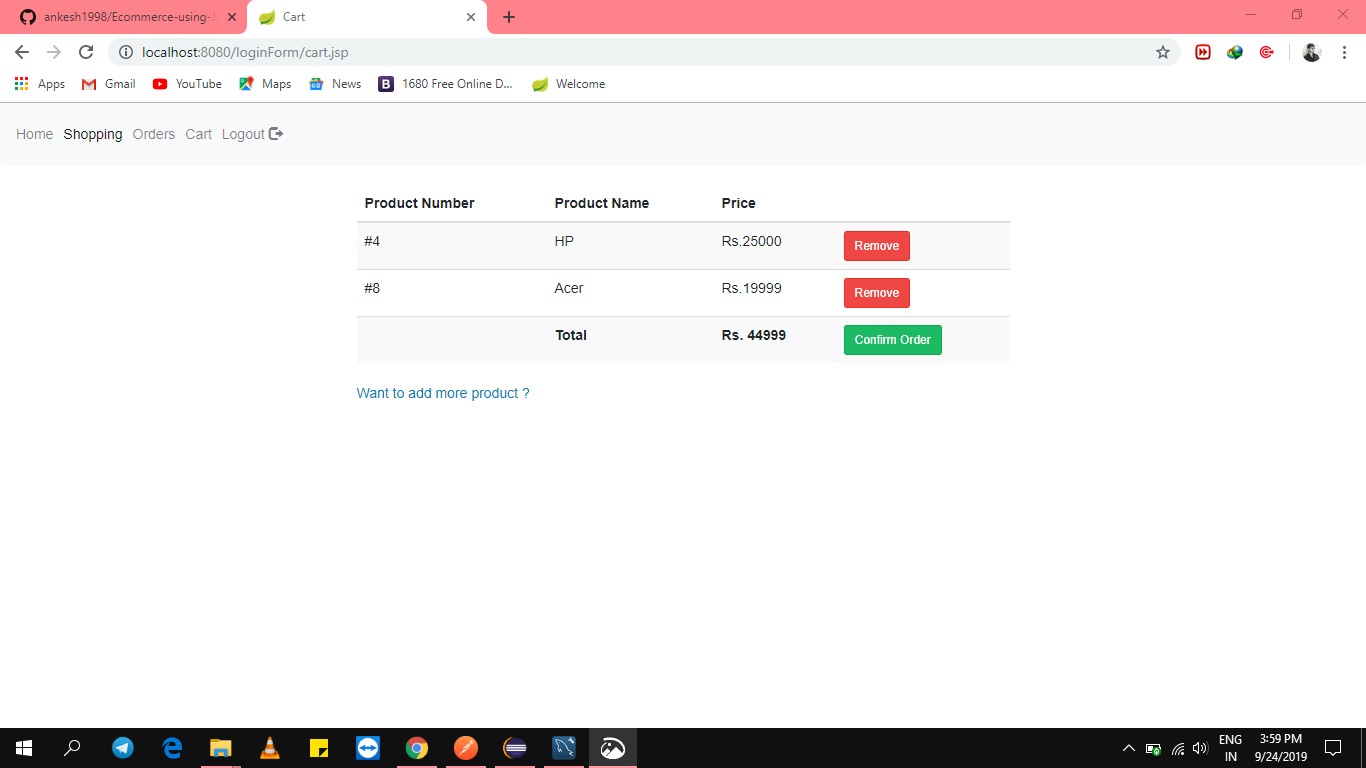 ankesh1998/Ecommerce-using-J
Cart
localhost:8080/loginForm/cart.jsp
Apps Gmail YouTube Maps News B 1680 Free Online D... Welcome
Home Shopping Orders Cart Logout
Product Number Product Name Price
#4 HP Rs.25000 Remove
#8 Acer Rs.19999 Remove
Total Rs. 44999 Confirm Order
Want to add more product ?
ENG 3:59 PM
IN 9/24/2019